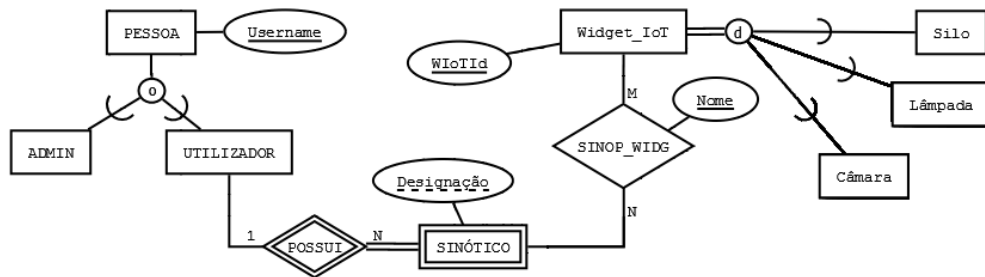 PESSOA
Username
Widget_IoT
d
Silo
WIoTId
o
M
Nome
Lâmpada
ADMIN
UTILIZADOR
SINOP_WIDG
Câmara
Designação
N
1
POSSUI
N
SINÓTICO